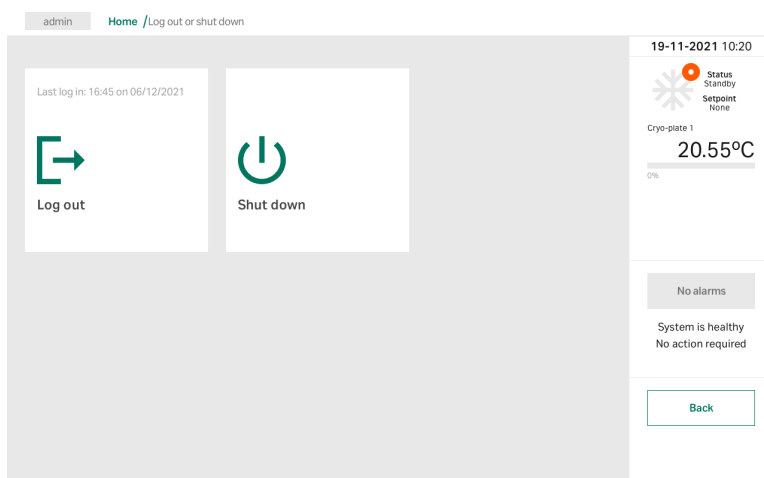 admin
Home /Log out or shut down
19-11-2021 10:20
Last log in: 16:45 on 06/12/2021
Log out
Shut down
Status
Standby
Setpoint
None
Cryo-plate 1
20.55ºC
0%
No alarms
System is healthy
No action required
Back